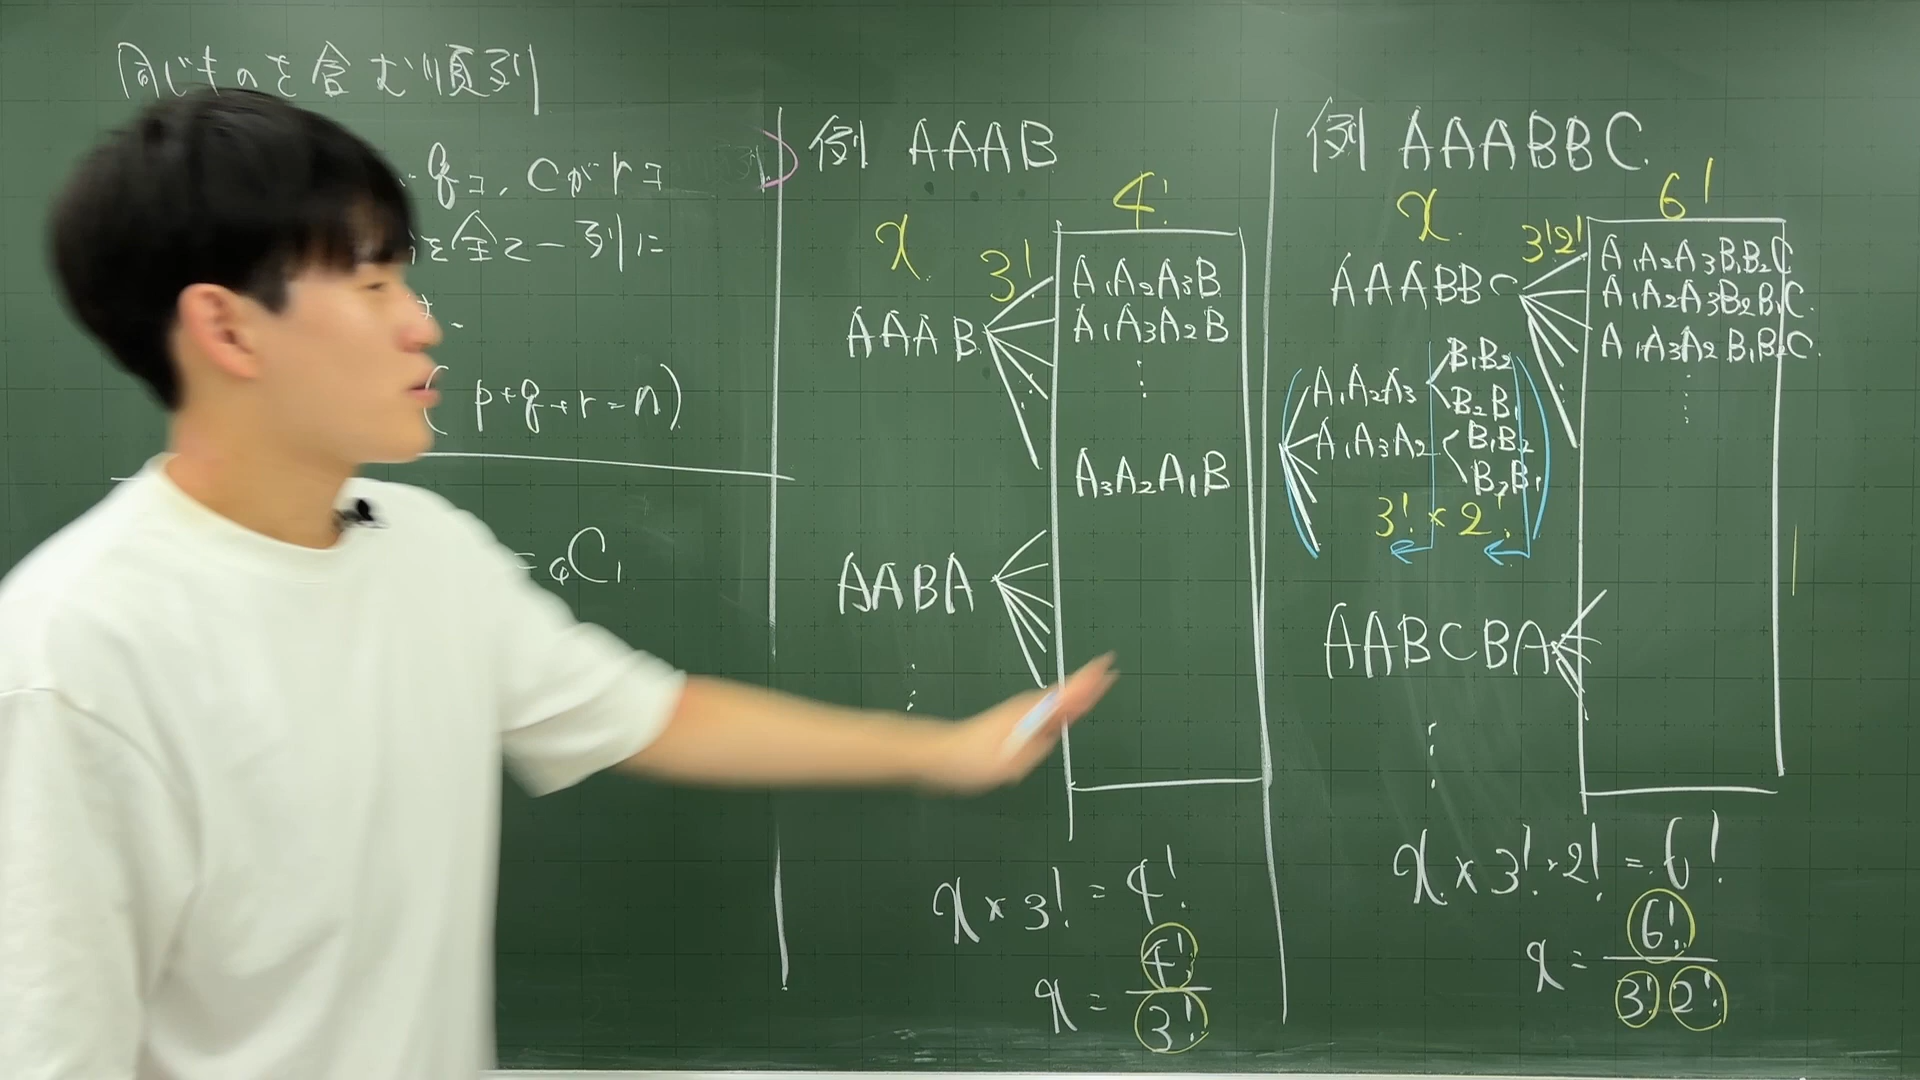 同じものを含む順列
qコ, Cがrコ
を全て一列に
(p+q+r=n)
= ₄C₁
例 AAAB
x
3!
4!
AAAB
A₁A₂A₃B
A₁A₃A₂B
A₃A₂A₁B
AABA
x × 3! = 4!
x = 4!/3!
例 AAABBC
x
3!2!
6!
AAABBC
A₁A₂A₃B₁B₂C
A₁A₂A₃B₂B₁C
A₁A₃A₂B₁B₂C
A₁A₂A₃
B₁B₂
B₂B₁
A₁A₃A₂
B₁B₂
B₂B₁
3! × 2!
AABCBA
x × 3! × 2! = 6!
x = 6!/3!2!